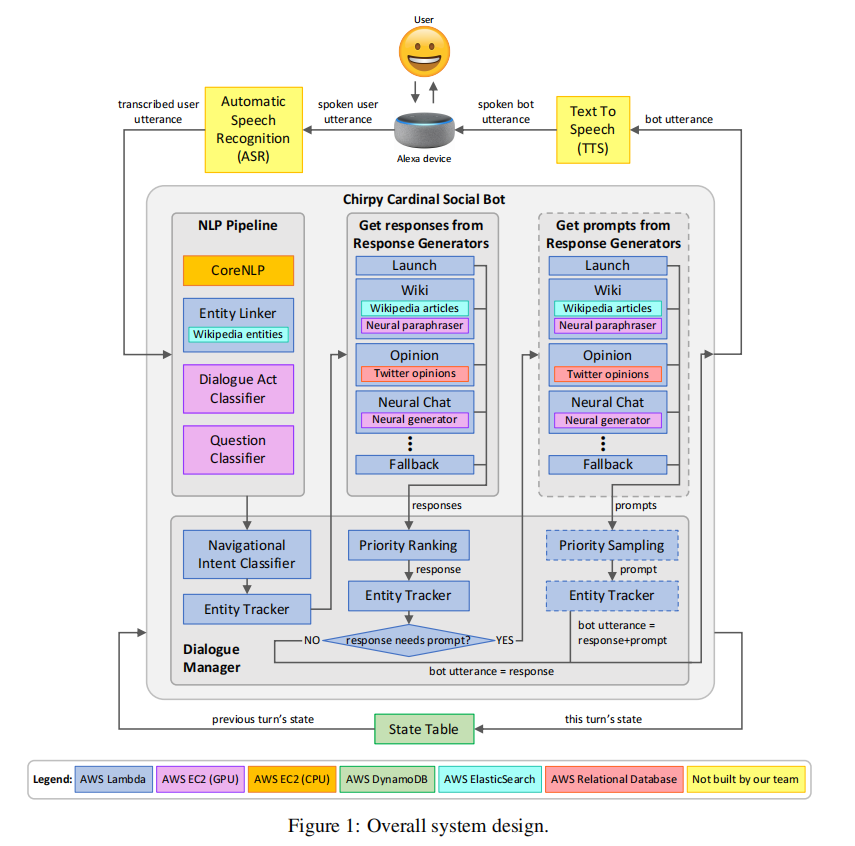 User
transcribed user
utterance
Automatic
Speech
Recognition
(ASR)
spoken user
utterance
Alexa device
spoken bot
utterance
Text To
Speech
(TTS)
bot utterance
Chirpy Cardinal Social Bot
NLP Pipeline
CoreNLP
Entity Linker
Wikipedia entities
Dialogue Act
Classifier
Question
Classifier
Get responses from
Response Generators
Launch
Wiki
Wikipedia articles
Neural paraphraser
Opinion
Twitter opinions
Neural Chat
Neural generator
Fallback
Get prompts from
Response Generators
Launch
Wiki
Wikipedia articles
Neural paraphraser
Opinion
Twitter opinions
Neural Chat
Neural generator
Fallback
responses
prompts
Navigational
Intent Classifier
Entity Tracker
Priority Ranking
response
Entity Tracker
NO
response needs prompt?
YES
Priority Sampling
prompt
Entity Tracker
bot utterance =
response+prompt
Dialogue
Manager
bot utterance = response
previous turn's state
State Table
this turn's state
Legend:
AWS Lambda
AWS EC2 (GPU)
AWS EC2 (CPU)
AWS DynamoDB
AWS ElasticSearch
AWS Relational Database
Not built by our team
Figure 1: Overall system design.